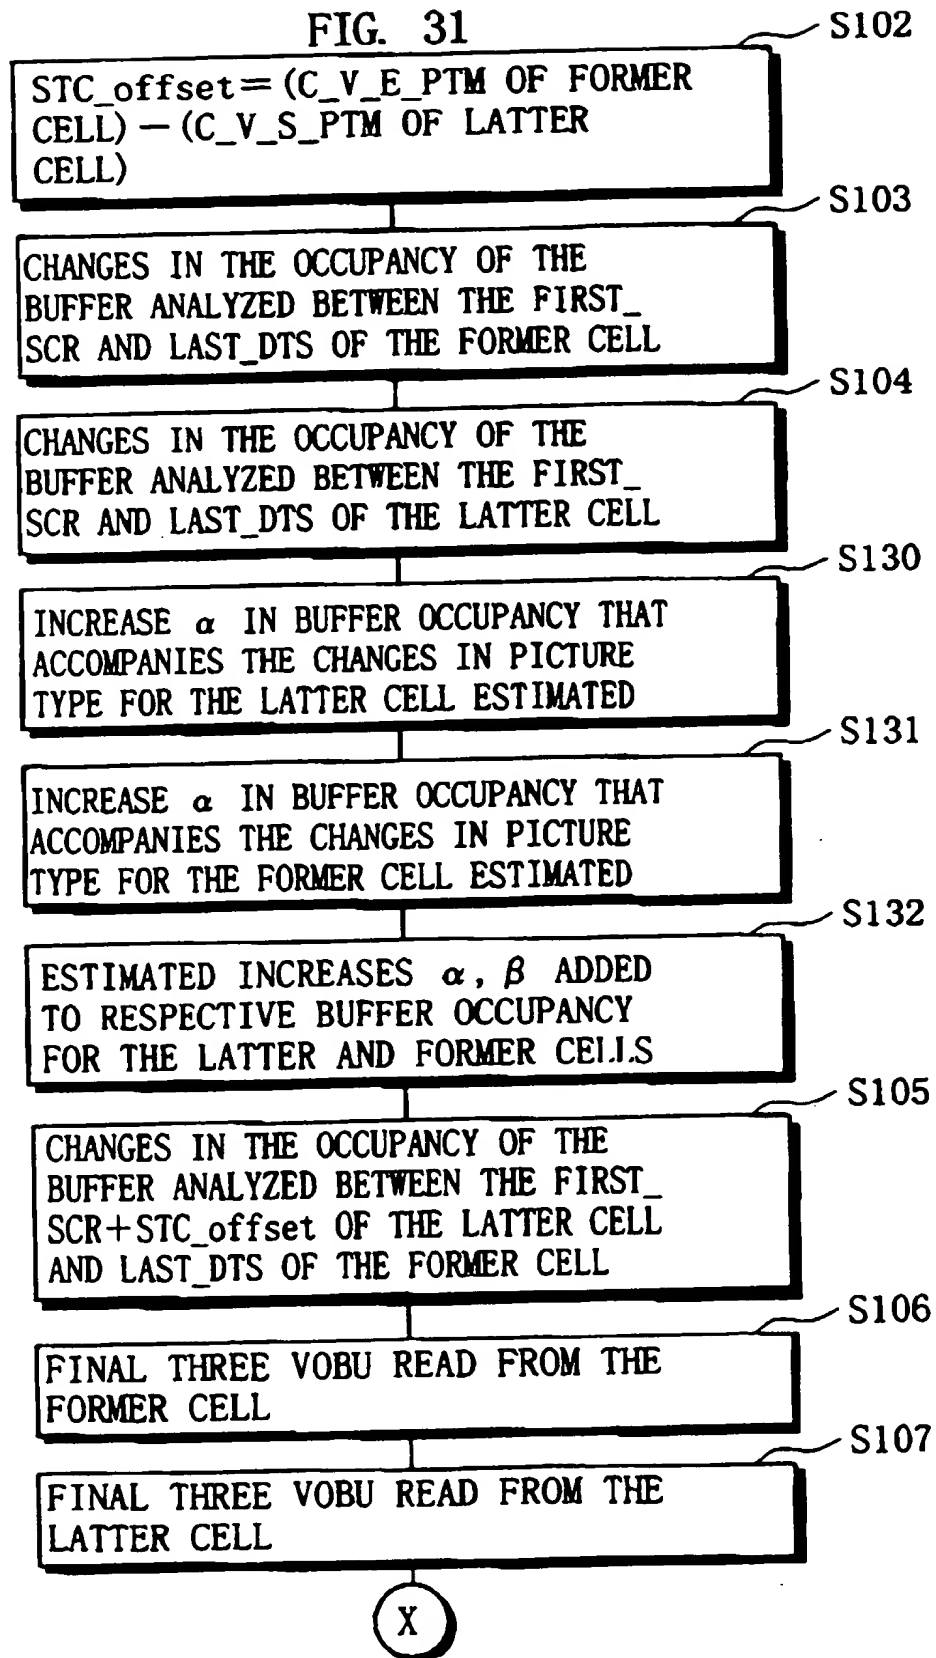 FIG. 31
S102
STC_offset=(C_V_E_PTM OF FORMER
CELL)-(C_V_S_PTM OF LATTER
CELL)
S103
CHANGES IN THE OCCUPANCY OF THE
BUFFER ANALYZED BETWEEN THE FIRST_
SCR AND LAST_DTS OF THE FORMER CELL
S104
CHANGES IN THE OCCUPANCY OF THE
BUFFER ANALYZED BETWEEN THE FIRST_
SCR AND LAST_DTS OF THE LATTER CELL
S130
INCREASE α IN BUFFER OCCUPANCY THAT
ACCOMPANIES THE CHANGES IN PICTURE
TYPE FOR THE LATTER CELL ESTIMATED
S131
INCREASE α IN BUFFER OCCUPANCY THAT
ACCOMPANIES THE CHANGES IN PICTURE
TYPE FOR THE FORMER CELL ESTIMATED
S132
ESTIMATED INCREASES α, β ADDED
TO RESPECTIVE BUFFER OCCUPANCY
FOR THE LATTER AND FORMER CELLS
S105
CHANGES IN THE OCCUPANCY OF THE
BUFFER ANALYZED BETWEEN THE FIRST_
SCR+STC_offset OF THE LATTER CELL
AND LAST_DTS OF THE FORMER CELL
S106
FINAL THREE VOBU READ FROM THE
FORMER CELL
S107
FINAL THREE VOBU READ FROM THE
LATTER CELL
X